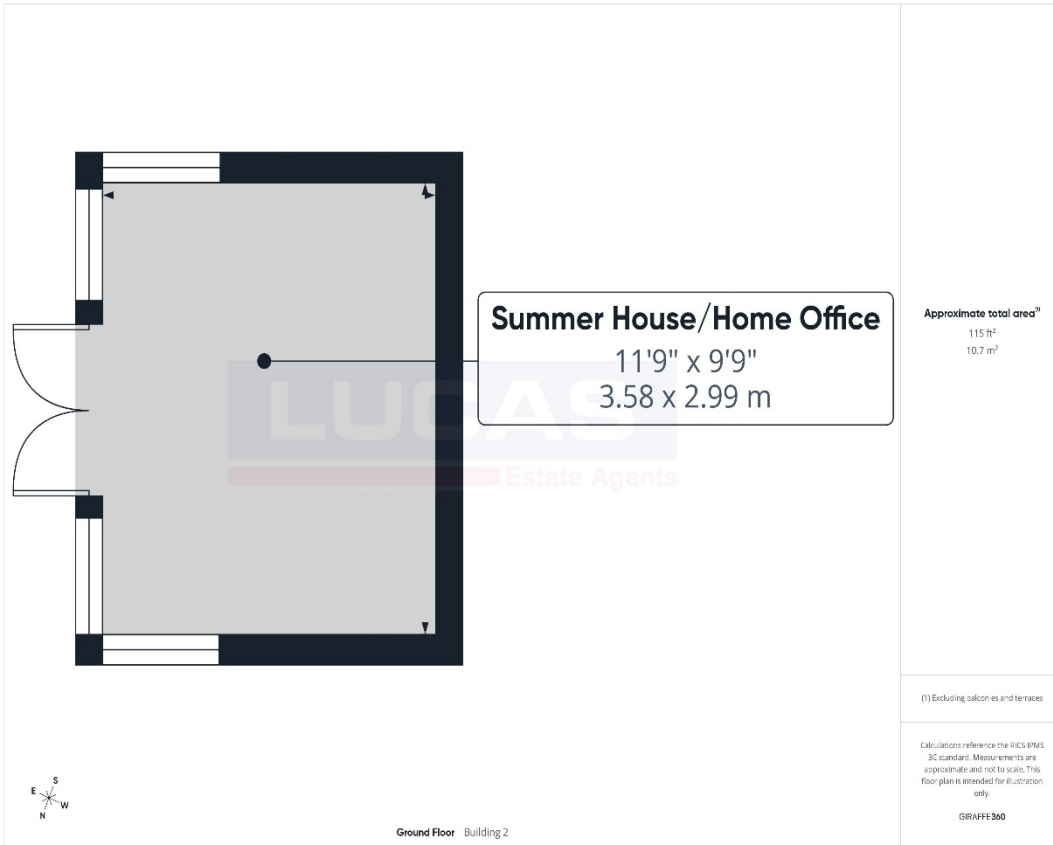 Summer House/Home Office
11'9" x 9'9"
3.58 x 2.99 m
LUCAS
Estate Agents
Approximate total area⁽¹⁾
115 ft²
10.7 m²
(1) Excluding balconies and terraces
Calculations reference the RICS IPMS
3C standard. Measurements are
approximate and not to scale. This
floor plan is intended for illustration
only.
GIRAFFE360
S
E
W
N
Ground Floor Building 2